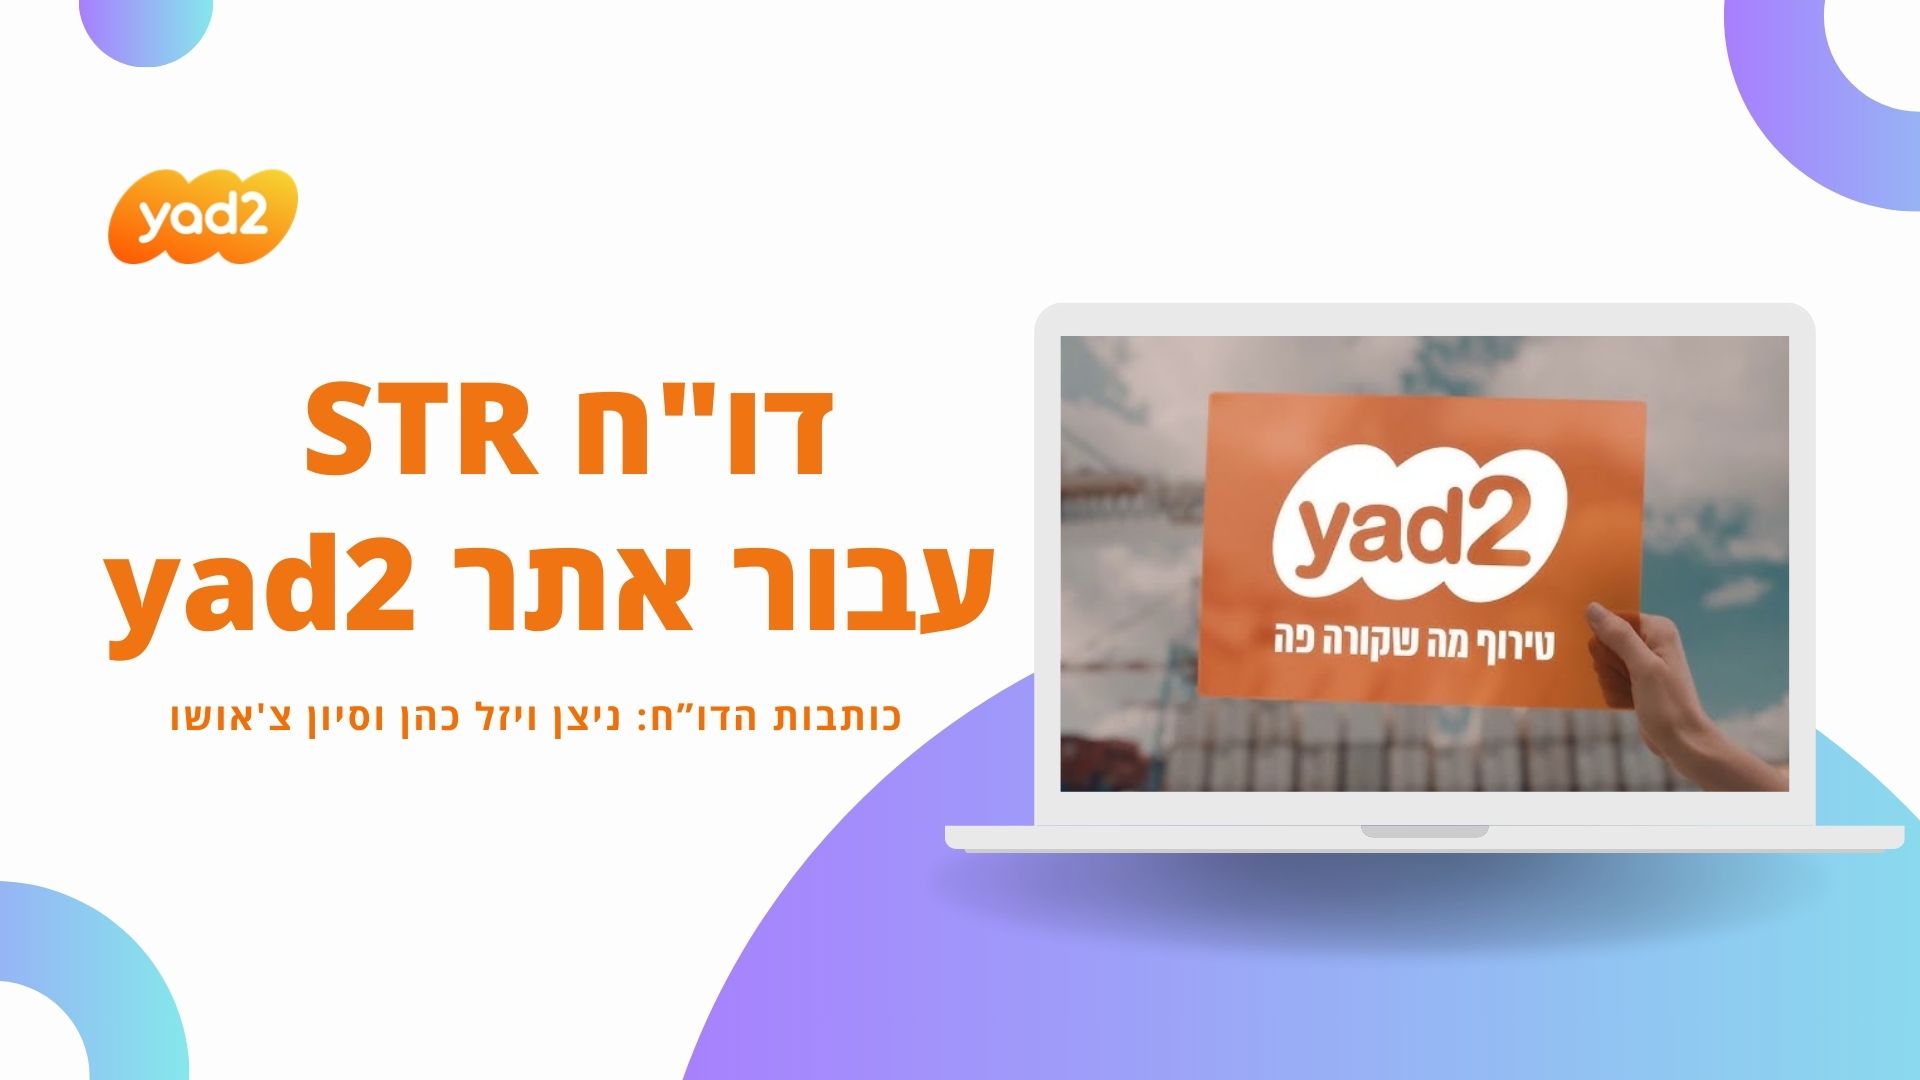 yad2
דו"ח STR
עבור אתר yad2
כותבות הדו”ח: ניצן ויזל כהן וסיון צ'אושו
yad2
טירוף מה שקורה פה